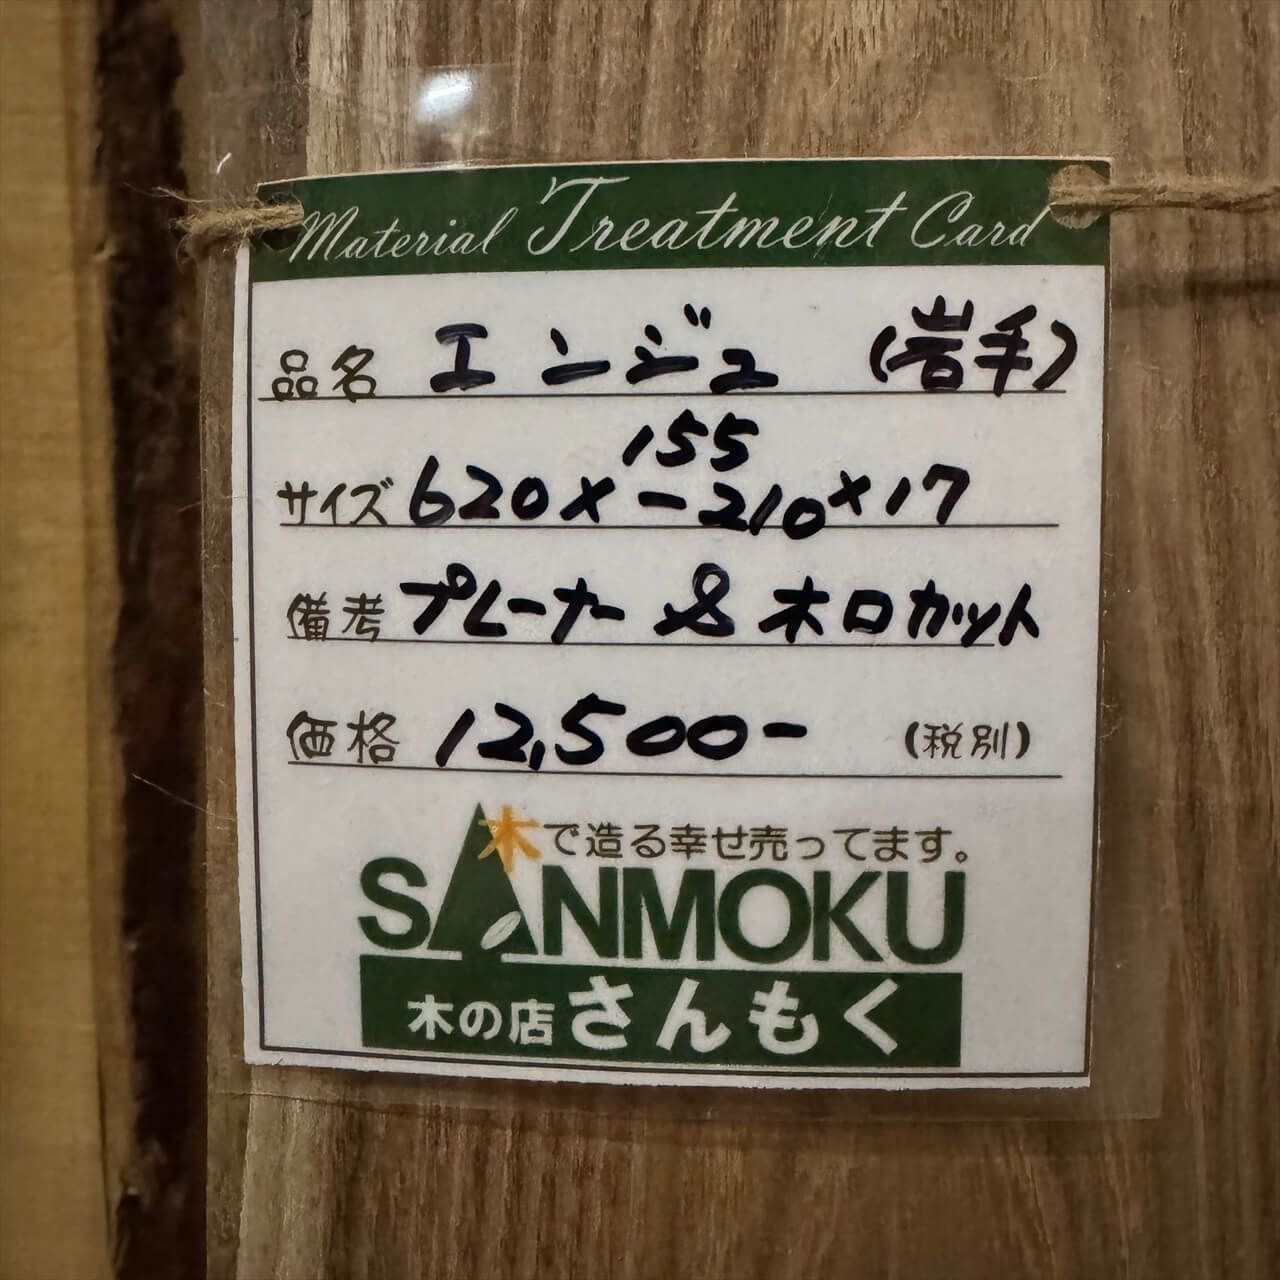 Material Treatment Card
品名 エンジュ (岩手)
155
サイズ 620×-210×17
備考 プレーナー & 木口カット
価格 12,500- (税別)
木で造る幸せ売ってます。
SANMOKU
木の店さんもく